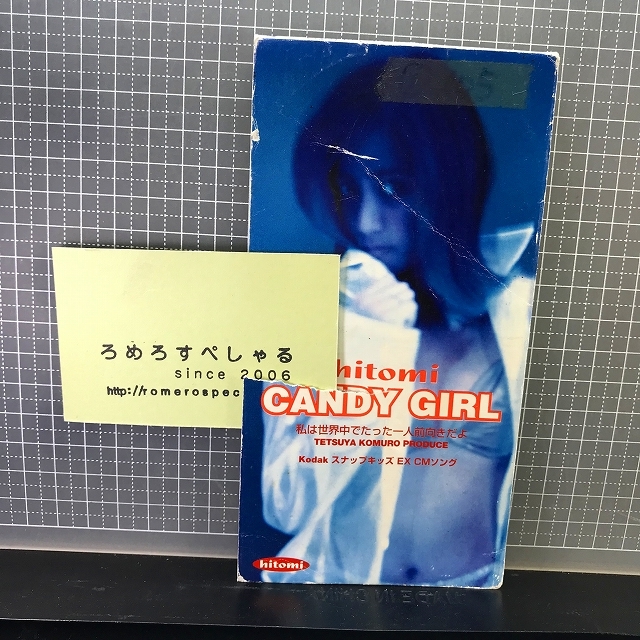 ろめろすぺしゃる
since 2006
http://romerospec
hitomi
CANDY GIRL
私は世界中でたった一人前向きだよ
TETSUYA KOMURO PRODUCE
Kodak スナップキッズ EX CMソング
hitomi